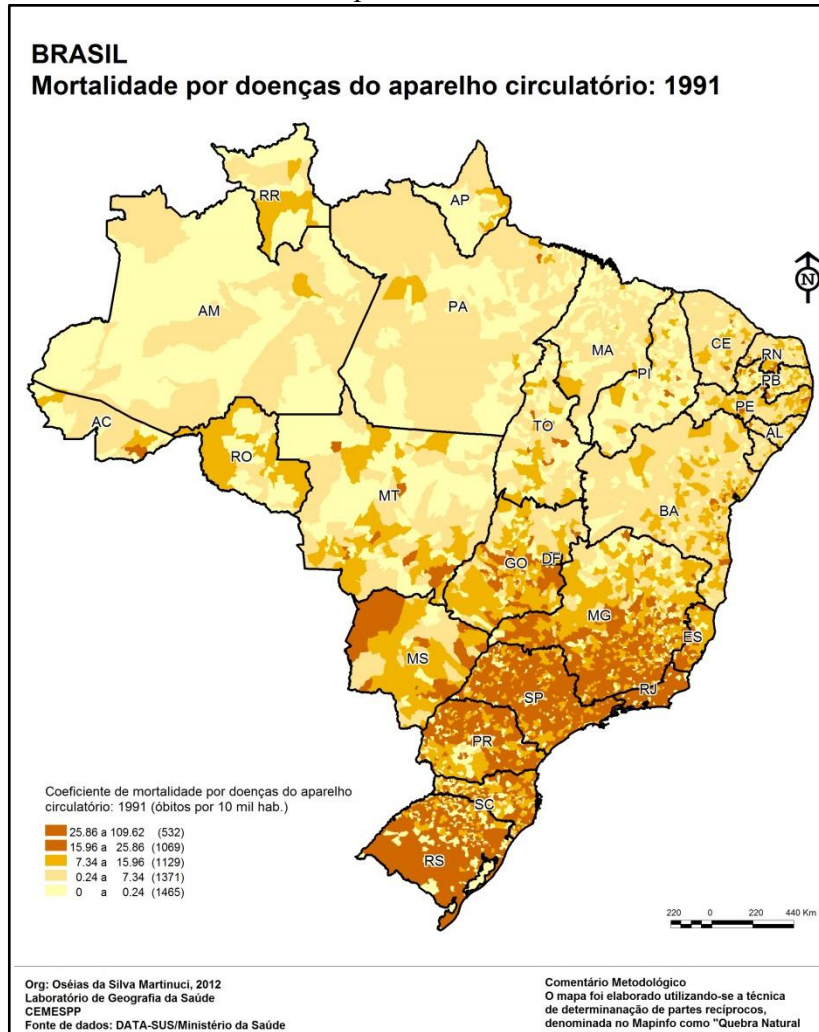 BRASIL
Mortalidade por doenças do aparelho circulatório: 1991
RR
AP
N
AM
PA
MA
CE
RN
PB
PI
PE
AL
AC
TO
RO
MT
BA
GO
DF
MG
ES
MS
SP
RJ
PR
SC
RS
Coeficiente de mortalidade por doenças do aparelho
circulatório: 1991 (óbitos por 10 mil hab.)
25.86 a 109.62 (532)
15.96 a 25.86 (1069)
7.34 a 15.96 (1129)
0.24 a 7.34 (1371)
0 a 0.24 (1465)
220 0 220 440 Km
Org: Oséias da Silva Martinuci, 2012
Laboratório de Geografia da Saúde
CEMESPP
Fonte de dados: DATA-SUS/Ministério da Saúde
Comentário Metodológico
O mapa foi elaborado utilizando-se a técnica
de determinanação de partes recíprocos,
denominada no Mapinfo como "Quebra Natural